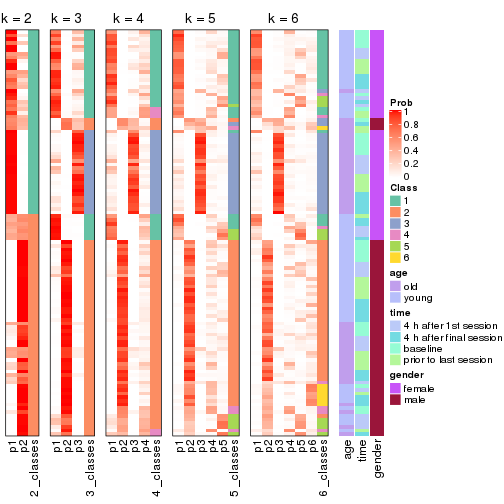 k = 2 k = 3 k = 4 k = 5 k = 6
Prob
1
0.8
0.6
0.4
0.2
0
Class
1
2
3
4
5
6
age
old
young
time
4 h after 1st session
4 h after final session
baseline
prior to last session
gender
female
male
p1 p2 2_classes p1 p2 p3 3_classes p1 p2 p3 p4 4_classes p1 p2 p3 p4 p5 5_classes p1 p2 p3 p4 p5 p6 6_classes age time gender